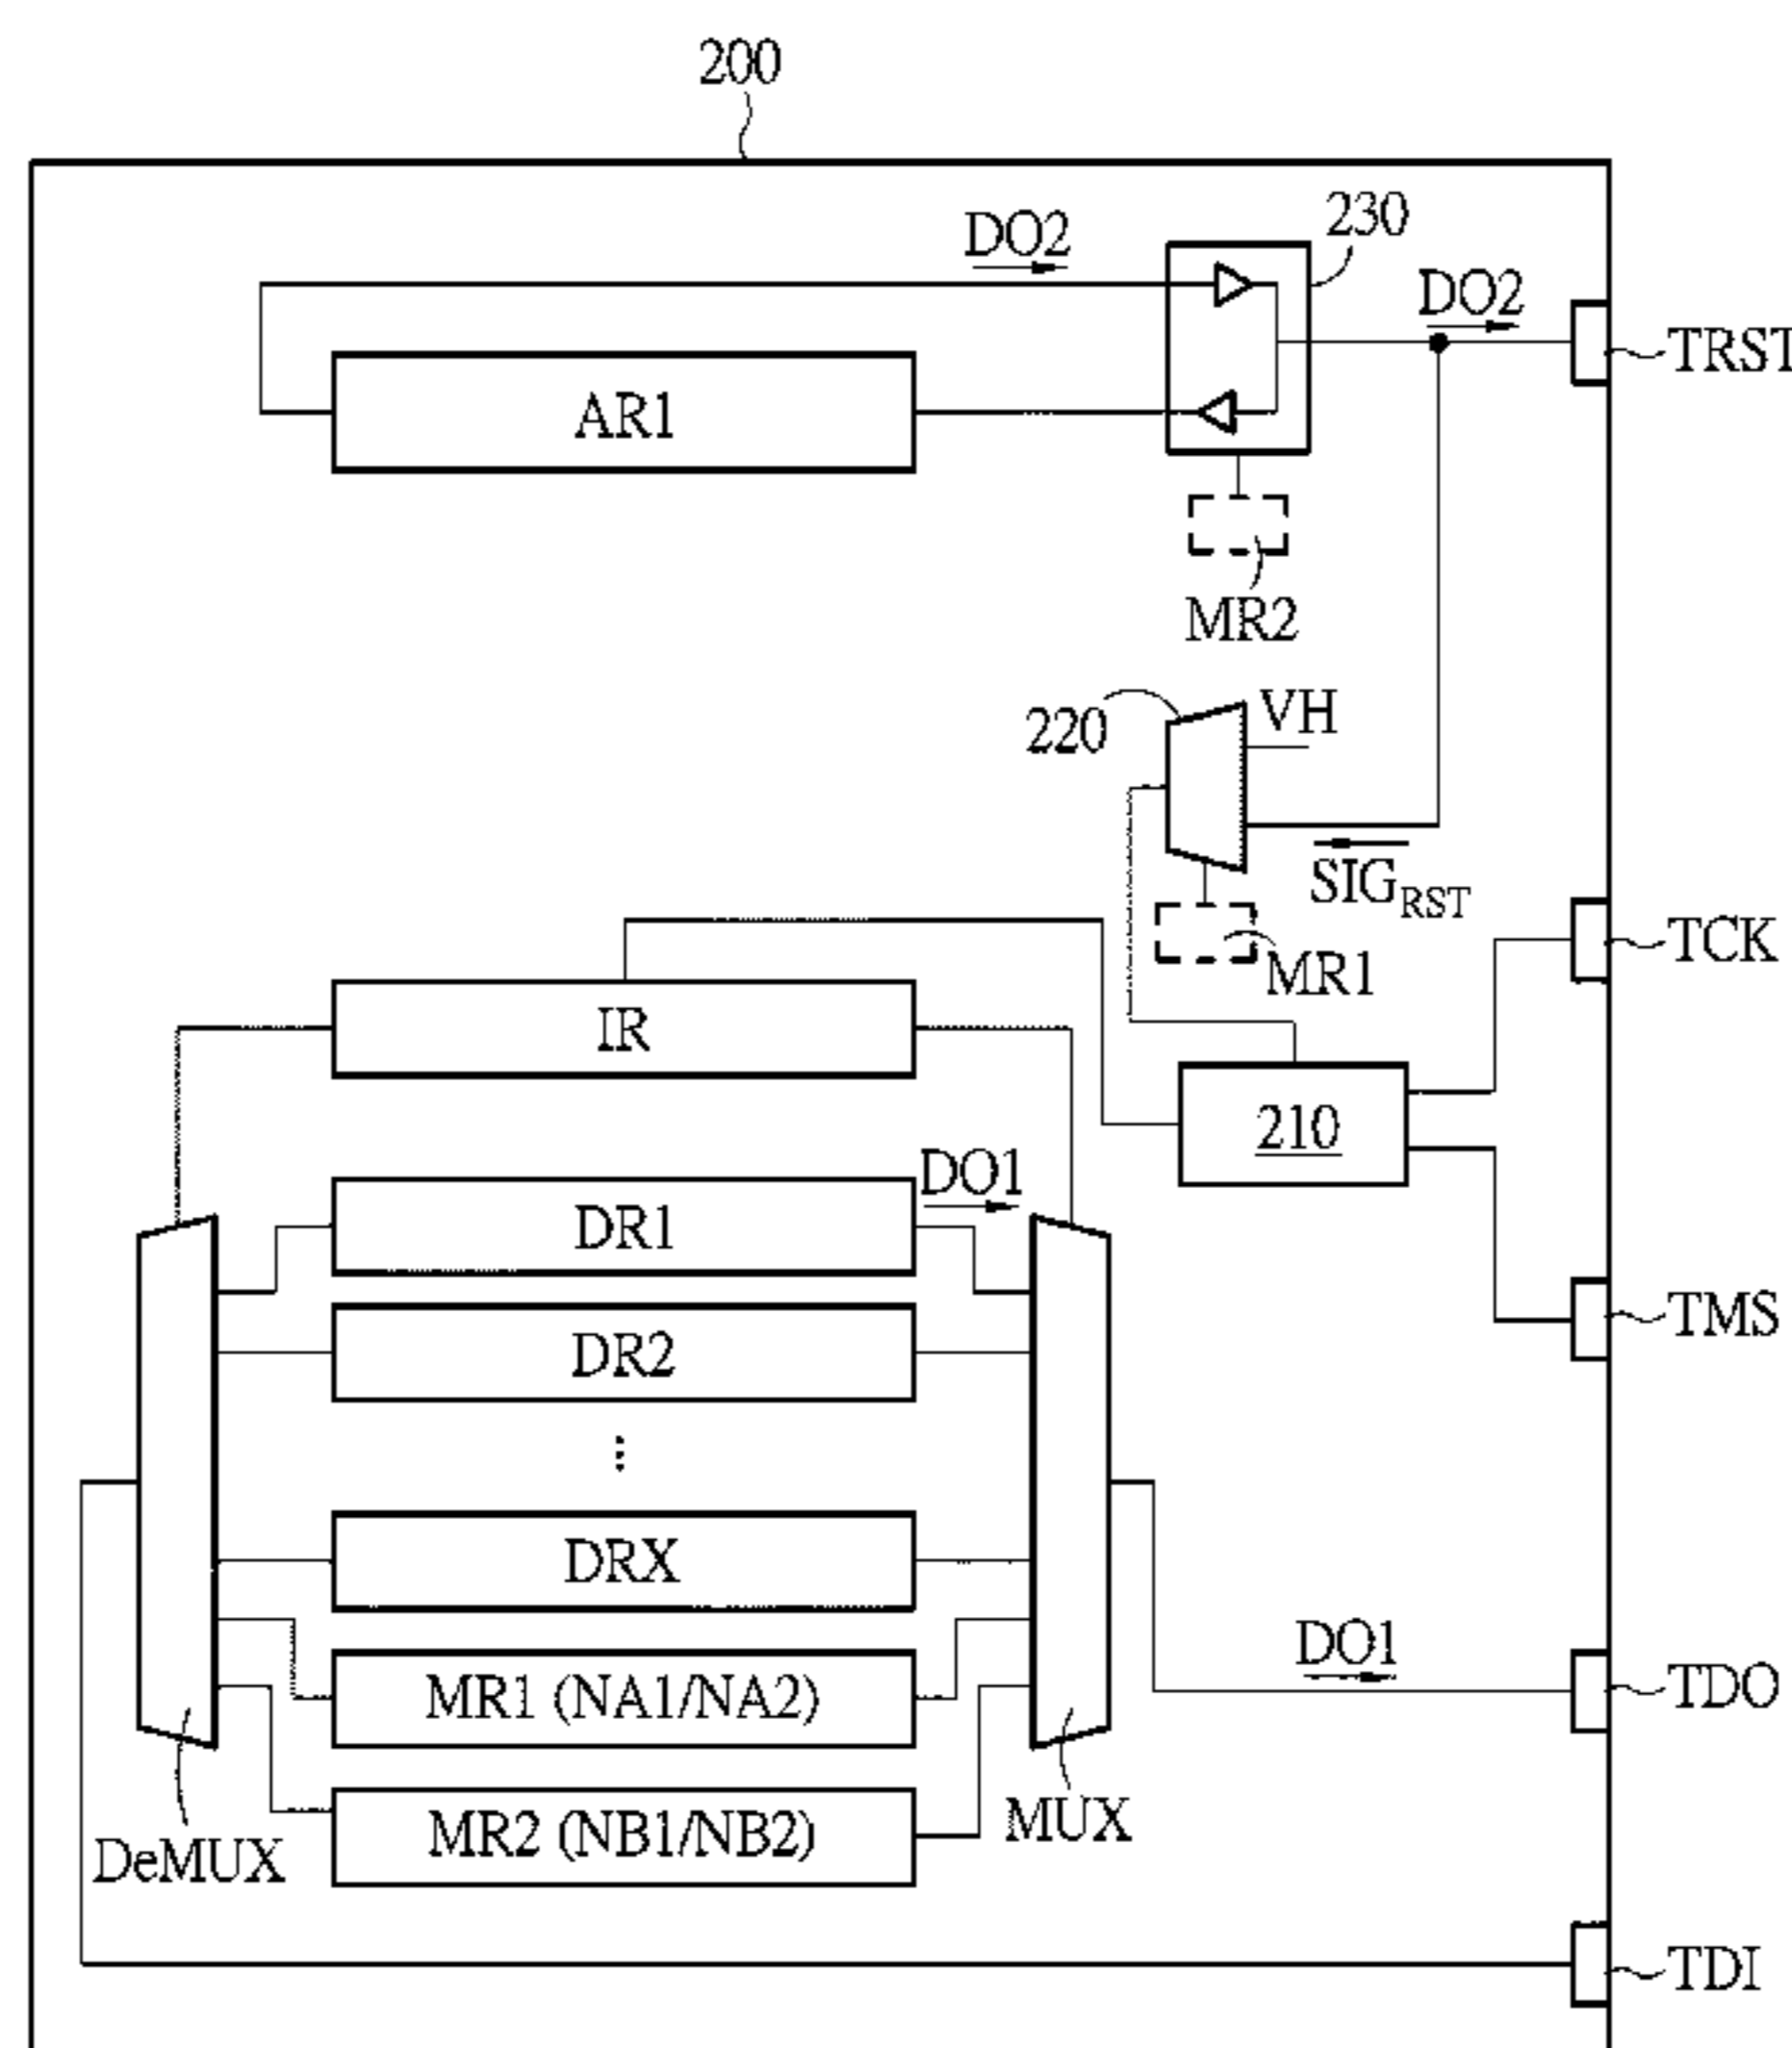 200
DO2
230
DO2
TRST
AR1
MR2
220
VH
SIGRST
MR1
TCK
IR
210
DO1
DR1
TMS
DR2
⋮
DRX
DO1
MR1 (NA1/NA2)
TDO
MUX
MR2 (NB1/NB2)
DeMUX
TDI